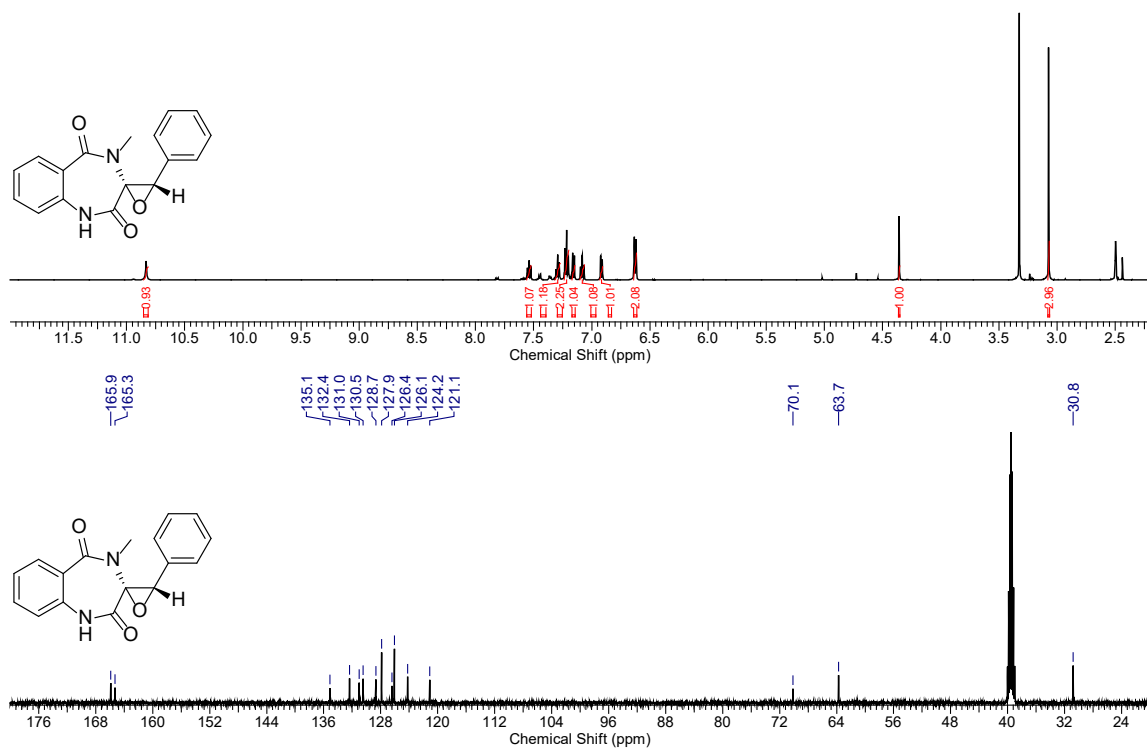 O
N
H
O
NH
O
0.93
1.07
1.18
2.25
1.04
1.08
1.01
2.08
1.00
2.96
11.5 11.0 10.5 10.0 9.5 9.0 8.5 8.0 7.5 7.0 6.5 6.0 5.5 5.0 4.5 4.0 3.5 3.0 2.5
Chemical Shift (ppm)
165.9
165.3
135.1
132.4
131.0
130.5
128.7
127.9
126.4
126.1
124.2
121.1
70.1
63.7
30.8
O
N
H
O
NH
O
176 168 160 152 144 136 128 120 112 104 96 88 80 72 64 56 48 40 32 24
Chemical Shift (ppm)